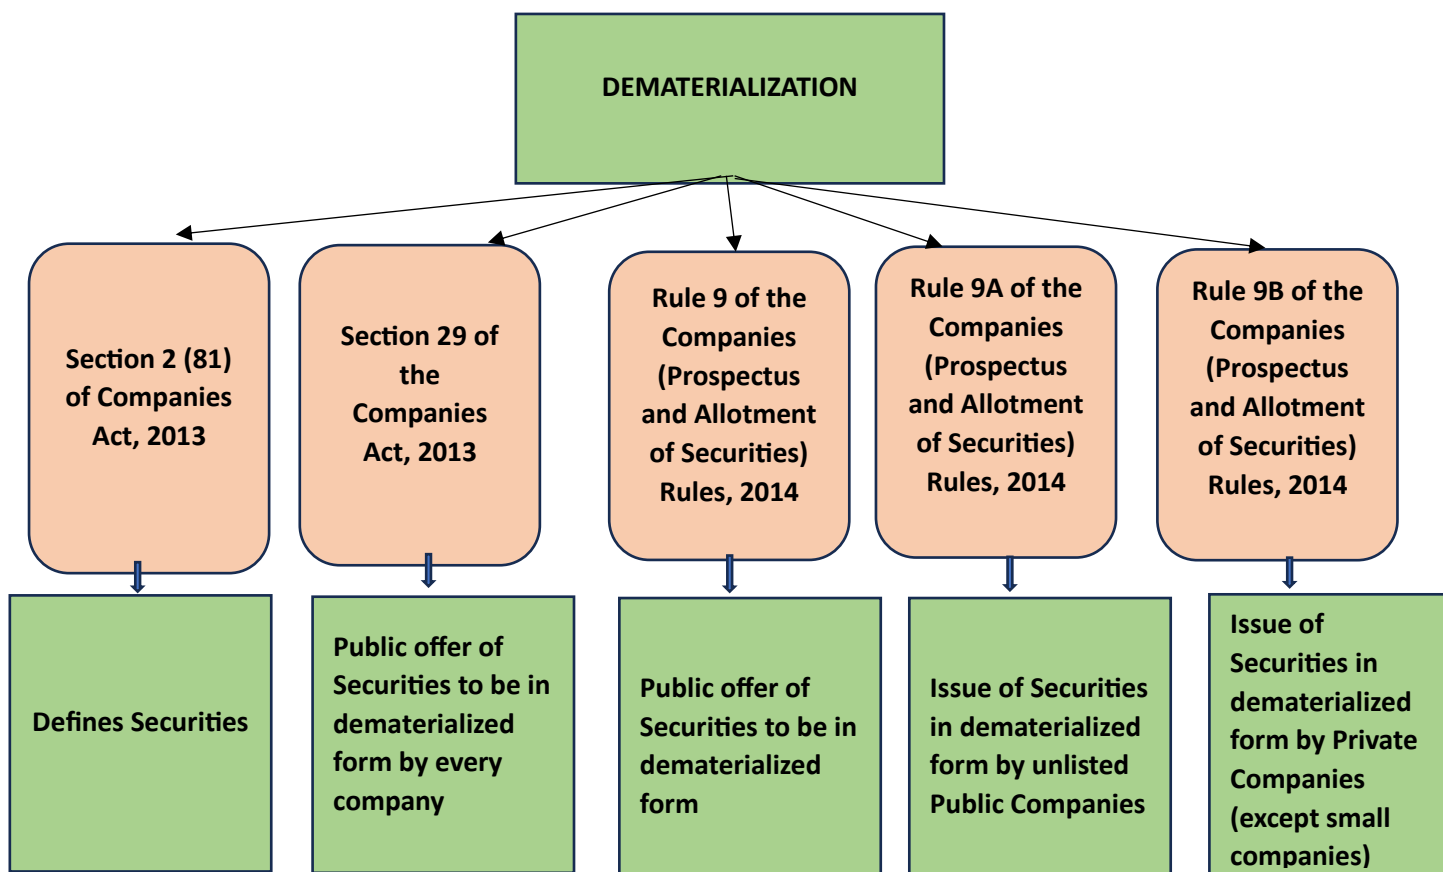 DEMATERIALIZATION
Section 2 (81)
of Companies
Act, 2013
Section 29 of
the
Companies
Act, 2013
Rule 9 of the
Companies
(Prospectus
and Allotment
of Securities)
Rules, 2014
Rule 9A of the
Companies
(Prospectus
and Allotment
of Securities)
Rules, 2014
Rule 9B of the
Companies
(Prospectus
and Allotment
of Securities)
Rules, 2014
Defines Securities
Public offer of
Securities to be in
dematerialized
form by every
company
Public offer of
Securities to be in
dematerialized
form
Issue of Securities
in dematerialized
form by unlisted
Public Companies
Issue of
Securities in
dematerialized
form by Private
Companies
(except small
companies)